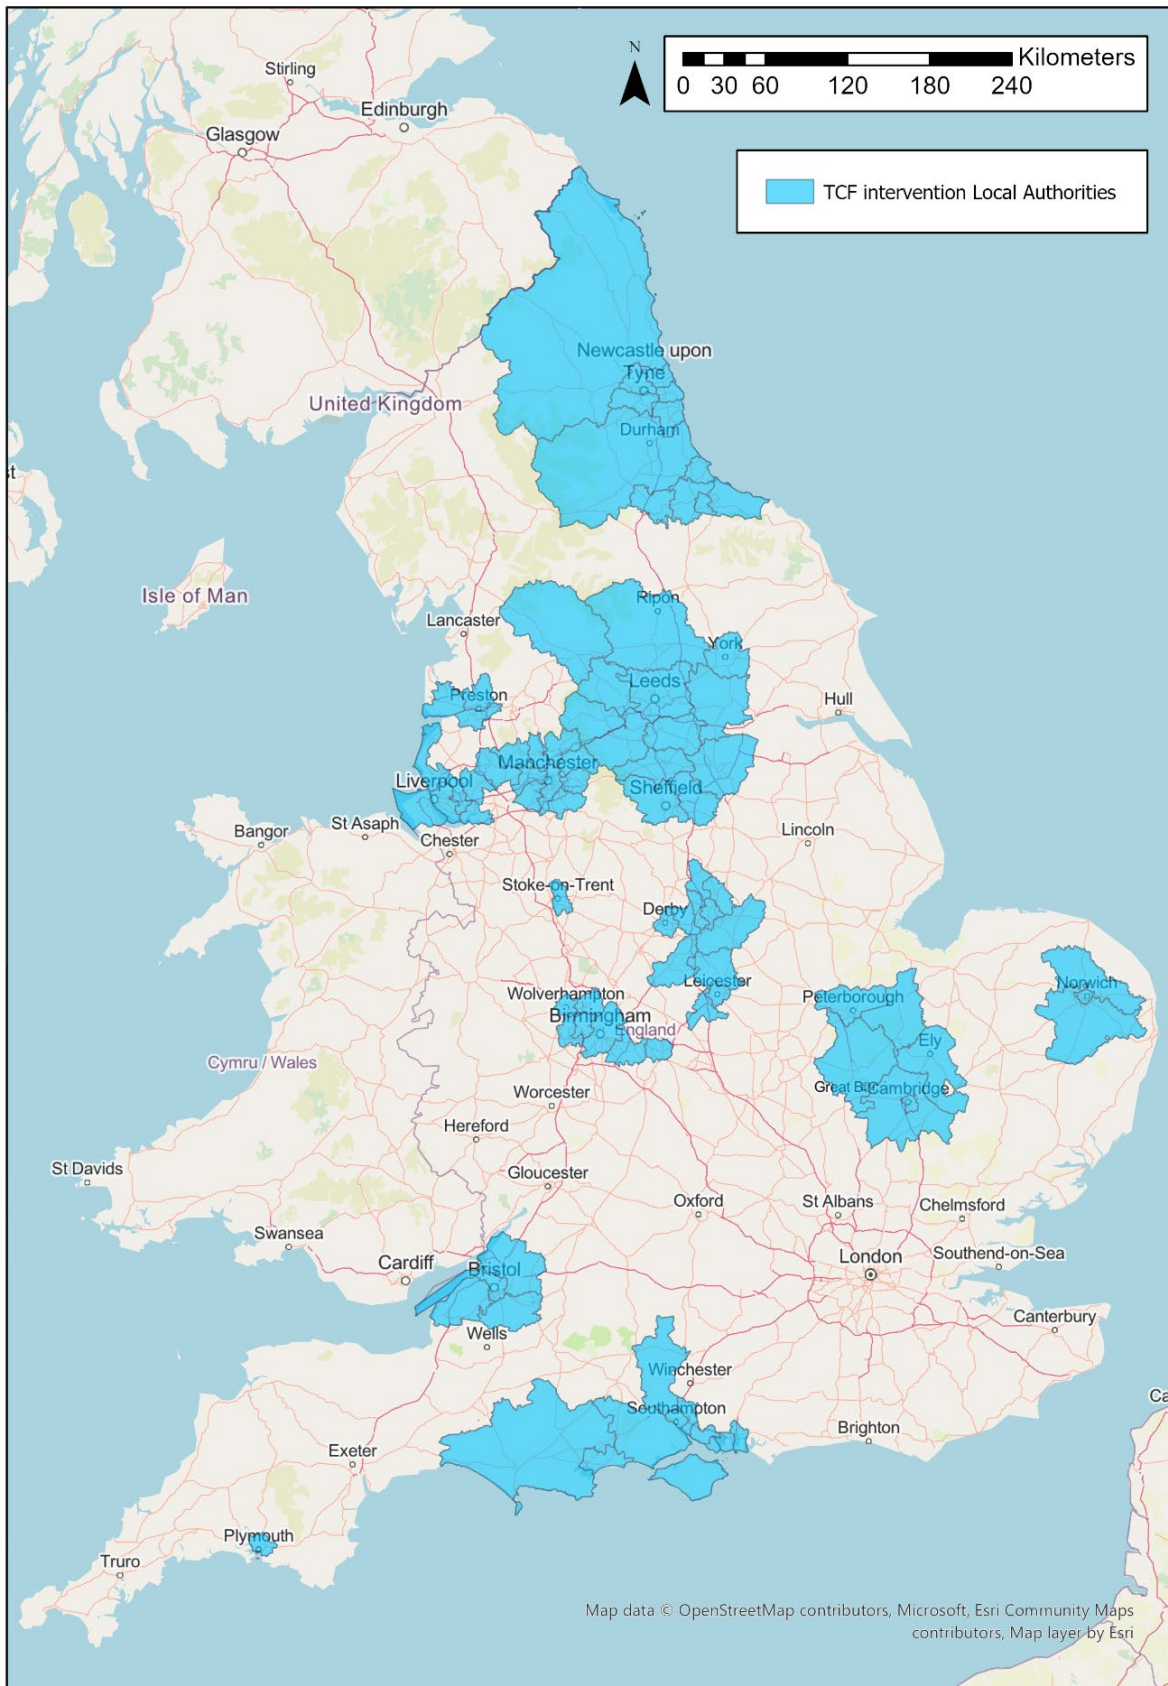 N
Kilometers
0 30 60 120 180 240
TCF intervention Local Authorities
Stirling
Edinburgh
Glasgow
Newcastle upon
Tyne
United Kingdom
Durham
st
Isle of Man
Ripon
Lancaster
York
Leeds
Preston
Hull
Manchester
Liverpool
Sheffield
Bangor
St Asaph
Chester
Lincoln
Stoke-on-Trent
Derby
Leicester
Norwich
Wolverhampton
Peterborough
Birmingham
England
Ely
Cymru / Wales
Great B
Cambridge
Worcester
Hereford
St Davids
Gloucester
Oxford
St Albans
Chelmsford
Swansea
Cardiff
Bristol
London
Southend-on-Sea
Canterbury
Wells
Winchester
Ca
Southampton
Brighton
Exeter
Plymouth
Truro
Map data © OpenStreetMap contributors, Microsoft, Esri Community Maps
contributors, Map layer by Esri